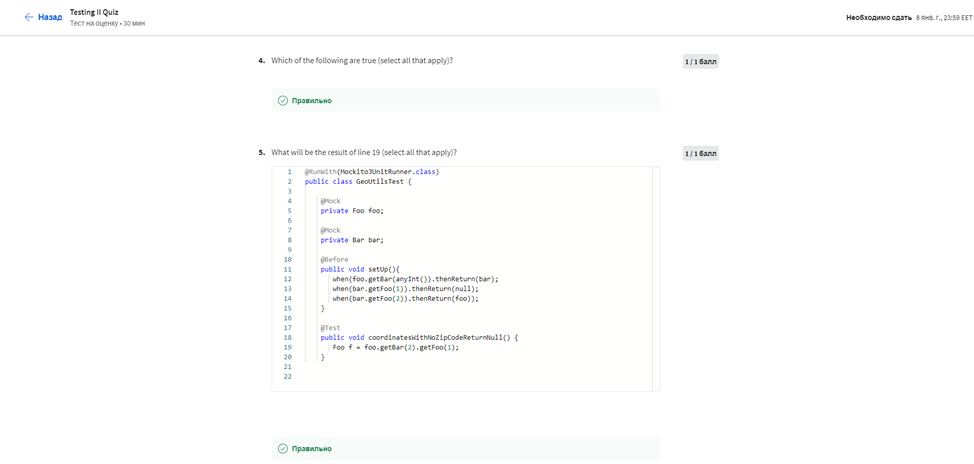 Назад
Testing II Quiz
Тест на оценку • 30 мин
Необходимо сдать 8 янв. г., 23:59 EET
4. Which of the following are true (select all that apply)?
1 / 1 балл
Правильно
5. What will be the result of line 19 (select all that apply)?
1 / 1 балл
1 @RunWith(MockitoJUnitRunner.class)
2 public class GeoUtilsTest {
3
4 @Mock
5 private Foo foo;
6
7 @Mock
8 private Bar bar;
9
10 @Before
11 public void setUp(){
12 when(foo.getBar(anyInt()).thenReturn(bar);
13 when(bar.getFoo(1)).thenReturn(null);
14 when(bar.getFoo(2)).thenReturn(foo));
15 }
16
17 @Test
18 public void coordinatesWithNoZipCodeReturnNull() {
19 Foo f = foo.getBar(2).getFoo(1);
20 }
21
22
Правильно